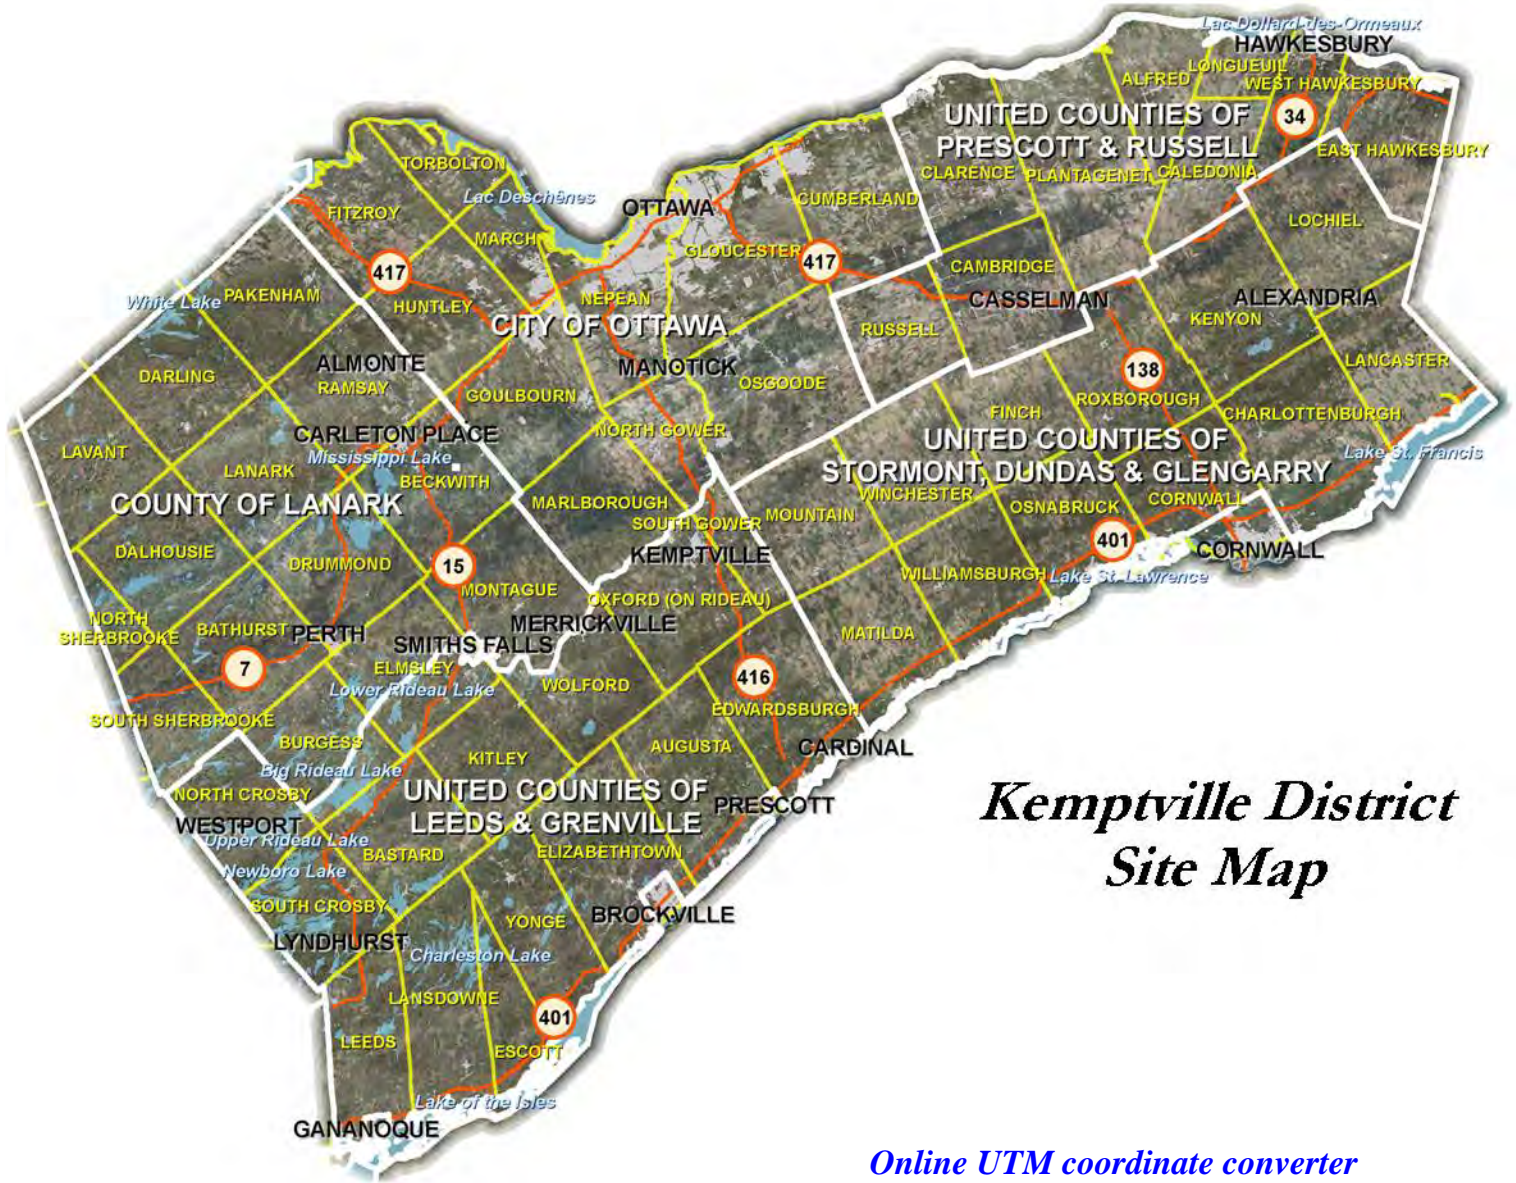 Lac Dollard-des-Ormeaux
HAWKESBURY
LONGUEUIL
ALFRED
WEST HAWKESBURY
UNITED COUNTIES OF
PRESCOTT & RUSSELL
34
EAST HAWKESBURY
CLARENCE
PLANTAGENET
CALEDONIA
TORBOLTON
Lac Deschênes
OTTAWA
CUMBERLAND
FITZROY
MARCH
LOCHIEL
GLOUCESTER
417
417
CAMBRIDGE
White Lake
PAKENHAM
HUNTLEY
NEPEAN
CASSELMAN
ALEXANDRIA
CITY OF OTTAWA
RUSSELL
KENYON
ALMONTE
RAMSAY
MANOTICK
DARLING
GOULBOURN
OSGOODE
138
LANCASTER
ROXBOROUGH
FINCH
CHARLOTTENBURGH
CARLETON PLACE
NORTH GOWER
UNITED COUNTIES OF
STORMONT, DUNDAS & GLENGARRY
LAVANT
Mississippi Lake
Lake St. Francis
LANARK
BECKWITH
COUNTY OF LANARK
MARLBOROUGH
WINCHESTER
OSNABRUCK
CORNWALL
SOUTH GOWER
MOUNTAIN
DALHOUSIE
DRUMMOND
15
KEMPTVILLE
401
CORNWALL
MONTAGUE
OXFORD (ON RIDEAU)
WILLIAMSBURGH
Lake St. Lawrence
NORTH
SHERBROOKE
BATHURST
PERTH
MERRICKVILLE
SMITHS FALLS
MATILDA
7
ELMSLEY
Lower Rideau Lake
WOLFORD
416
SOUTH SHERBROOKE
EDWARDSBURGH
BURGESS
KITLEY
AUGUSTA
CARDINAL
Big Rideau Lake
NORTH CROSBY
UNITED COUNTIES OF
LEEDS & GRENVILLE
PRESCOTT
Kemptville District
Site Map
WESTPORT
Upper Rideau Lake
BASTARD
ELIZABETHTOWN
Newboro Lake
SOUTH CROSBY
YONGE
BROCKVILLE
LYNDHURST
Charleston Lake
LANSDOWNE
401
LEEDS
ESCOTT
Lake of the Isles
GANANOQUE
Online UTM coordinate converter